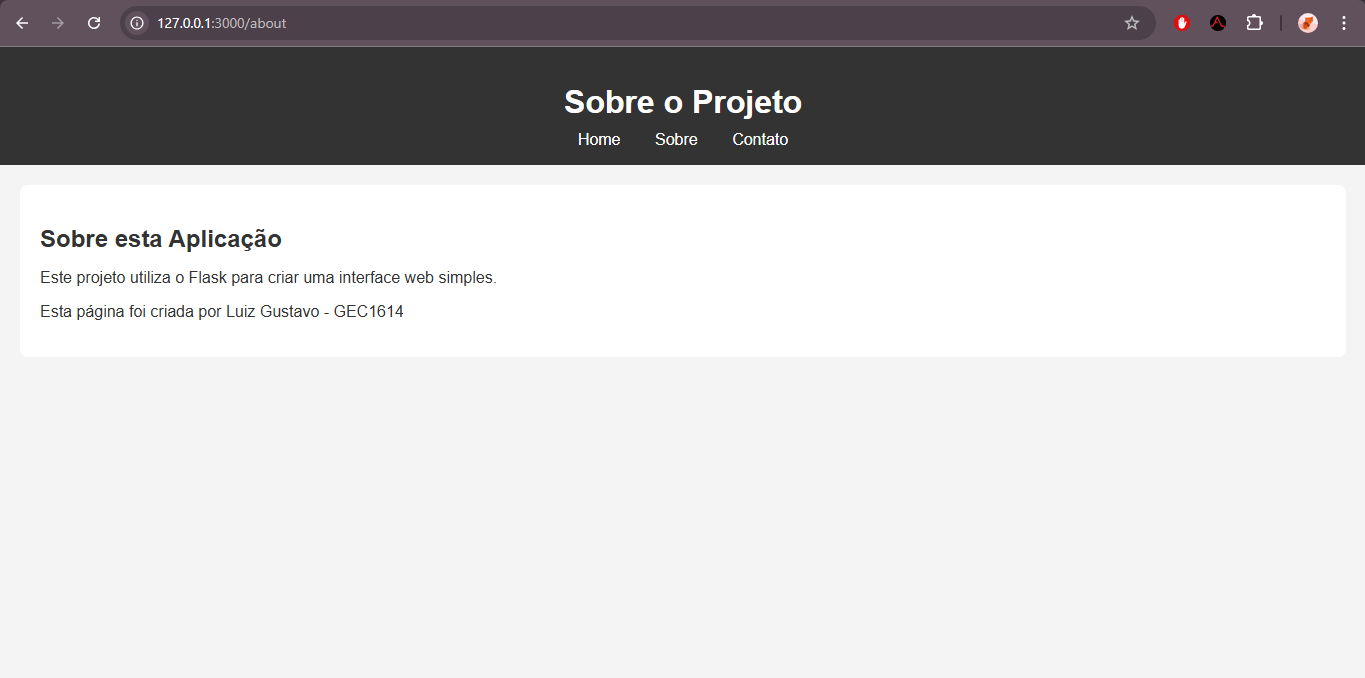 127.0.0.1:3000/about
Sobre o Projeto
Home Sobre Contato
Sobre esta Aplicação
Este projeto utiliza o Flask para criar uma interface web simples.
Esta página foi criada por Luiz Gustavo - GEC1614